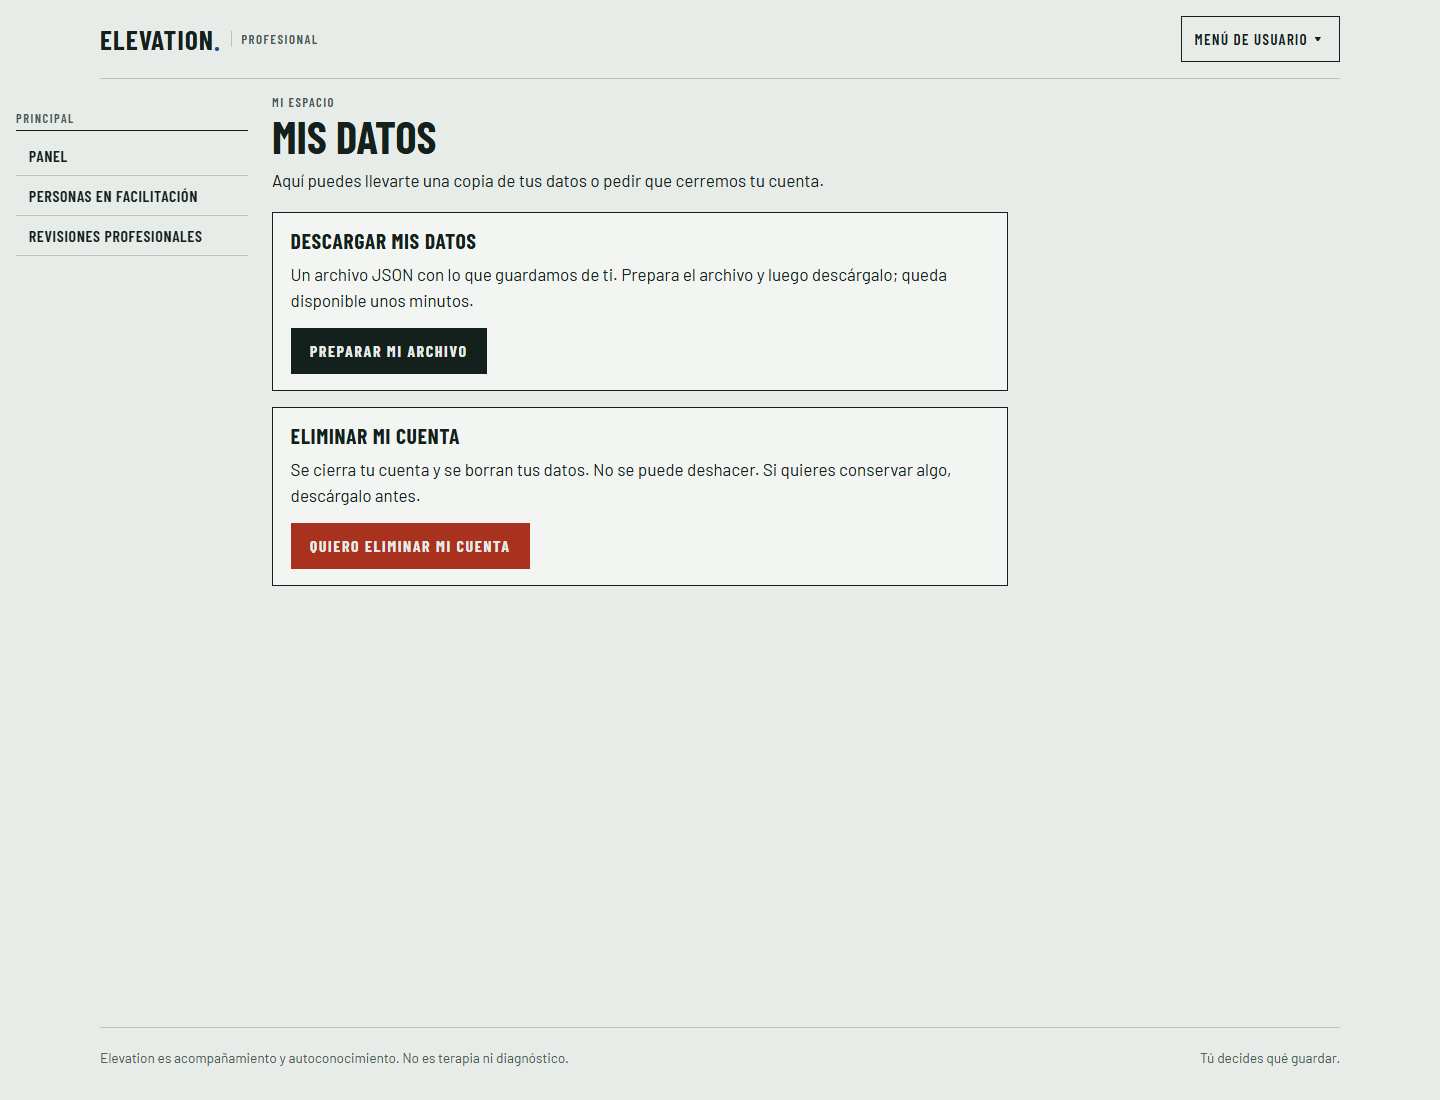 ELEVATION.
PROFESIONAL
MENÚ DE USUARIO
PRINCIPAL
PANEL
PERSONAS EN FACILITACIÓN
REVISIONES PROFESIONALES
MI ESPACIO
MIS DATOS
Aquí puedes llevarte una copia de tus datos o pedir que cerremos tu cuenta.
DESCARGAR MIS DATOS
Un archivo JSON con lo que guardamos de ti. Prepara el archivo y luego descárgalo; queda
disponible unos minutos.
PREPARAR MI ARCHIVO
ELIMINAR MI CUENTA
Se cierra tu cuenta y se borran tus datos. No se puede deshacer. Si quieres conservar algo,
descárgalo antes.
QUIERO ELIMINAR MI CUENTA
Elevation es acompañamiento y autoconocimiento. No es terapia ni diagnóstico.
Tú decides qué guardar.